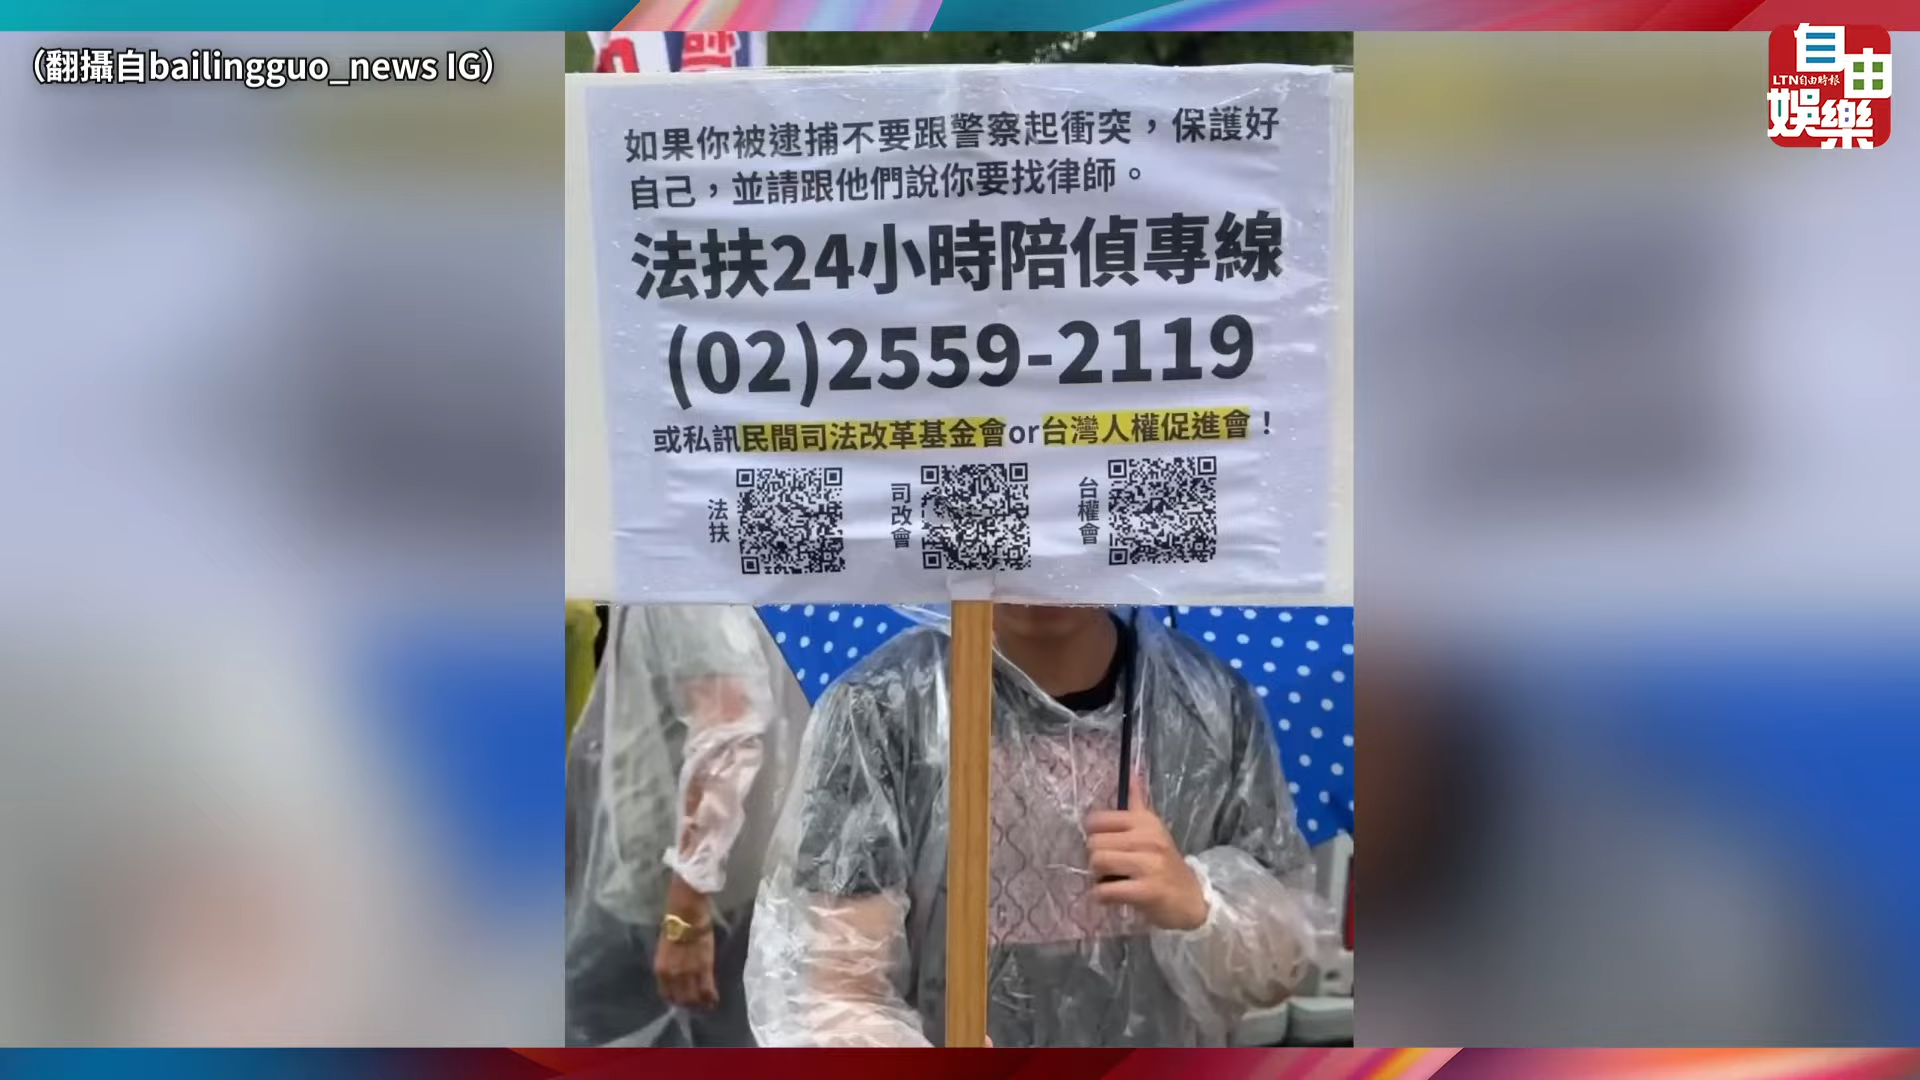 (翻攝自bailingguo_news IG)
自由
LTN自由時報
娛樂
如果你被逮捕不要跟警察起衝突，保護好
自己，並請跟他們說你要找律師。
法扶24小時陪偵專線
(02)2559-2119
或私訊民間司法改革基金會or台灣人權促進會！
法扶
司改會
台權會